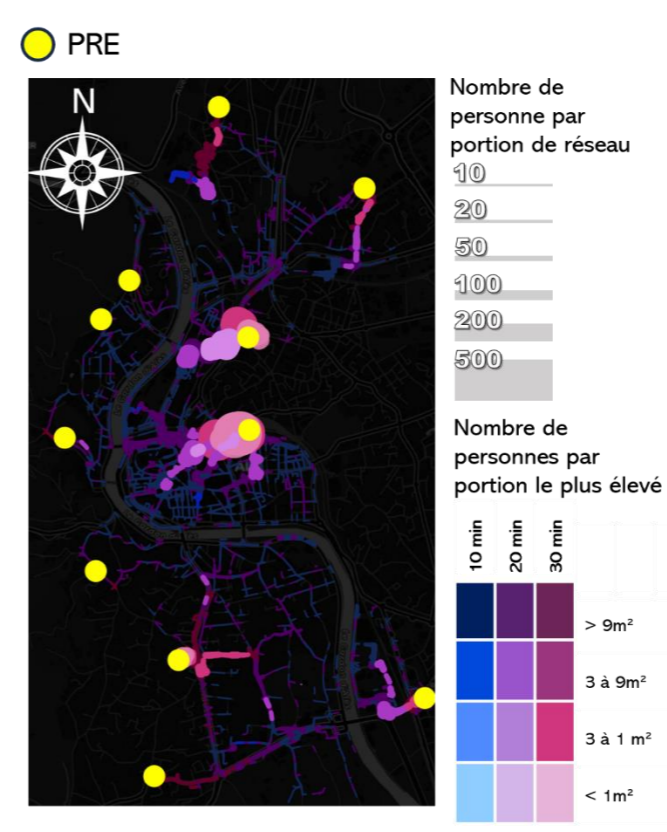 PRE
N
Nombre de
personne par
portion de réseau
10
20
50
100
200
500
Nombre de
personnes par
portion le plus élevé
10 min
20 min
30 min
> 9m²
3 à 9m²
3 à 1 m²
< 1m²